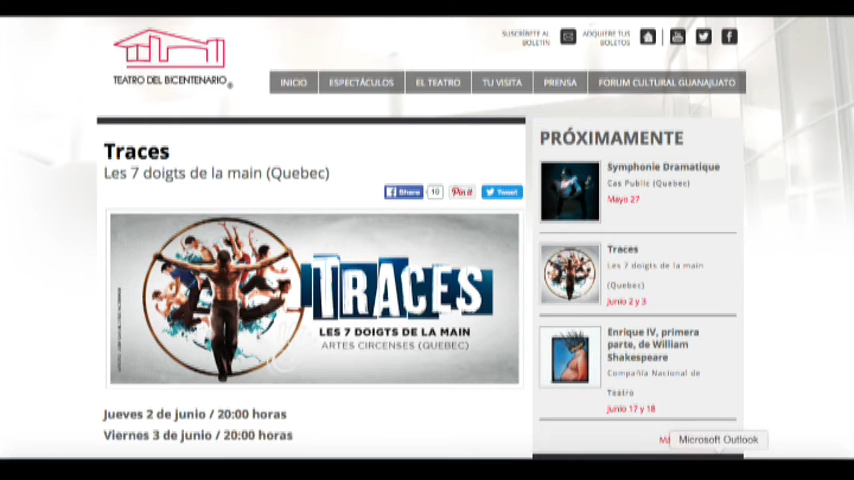 SUSCRÍBETE AL BOLETÍN
ADQUIERE TUS BOLETOS
TEATRO DEL BICENTENARIO
INICIO
ESPECTÁCULOS
EL TEATRO
TU VISITA
PRENSA
FORUM CULTURAL GUANAJUATO
Traces
Les 7 doigts de la main (Quebec)
Share
10
Pin it
Tweet
TRACES
LES 7 DOIGTS DE LA MAIN
ARTES CIRCENSES (QUEBEC)
Jueves 2 de junio / 20:00 horas
Viernes 3 de junio / 20:00 horas
PRÓXIMAMENTE
Symphonie Dramatique
Cas Public (Quebec)
Mayo 27
Traces
Les 7 doigts de la main
(Quebec)
Junio 2 y 3
Enrique IV, primera
parte, de William
Shakespeare
Compañía Nacional de
Teatro
Junio 17 y 18
Microsoft Outlook